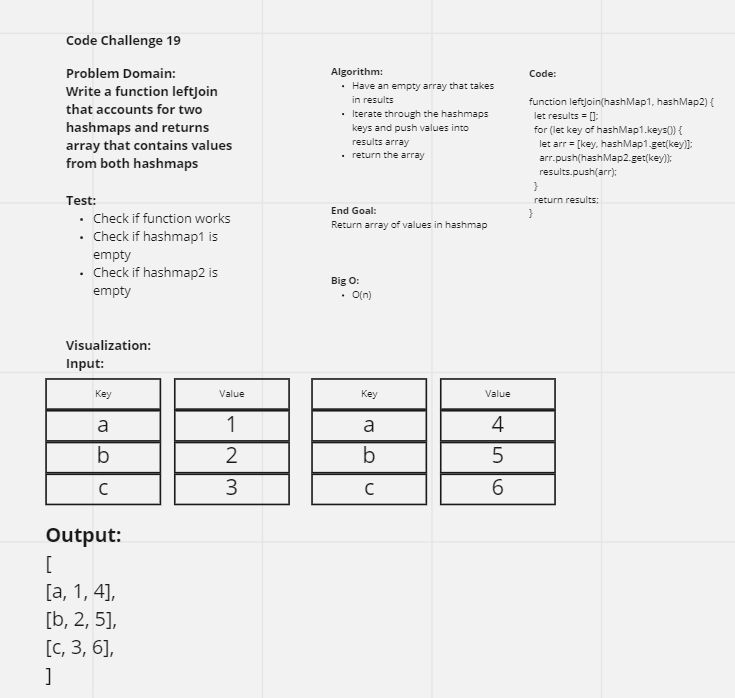 Code Challenge 19
Problem Domain:
Write a function leftJoin
that accounts for two
hashmaps and returns
array that contains values
from both hashmaps
Test:
• Check if function works
• Check if hashmap1 is
empty
• Check if hashmap2 is
empty
Algorithm:
• Have an empty array that takes
in results
• Iterate through the hashmaps
keys and push values into
results array
• return the array
End Goal:
Return array of values in hashmap
Big O:
• O(n)
Code:
function leftJoin(hashMap1, hashMap2) {
let results = [];
for (let key of hashMap1.keys()) {
let arr = [key, hashMap1.get(key)];
arr.push(hashMap2.get(key));
results.push(arr);
}
return results;
}
Visualization:
Input:
Key Value Key Value
a 1 a 4
b 2 b 5
c 3 c 6
Output:
[
[a, 1, 4],
[b, 2, 5],
[c, 3, 6],
]